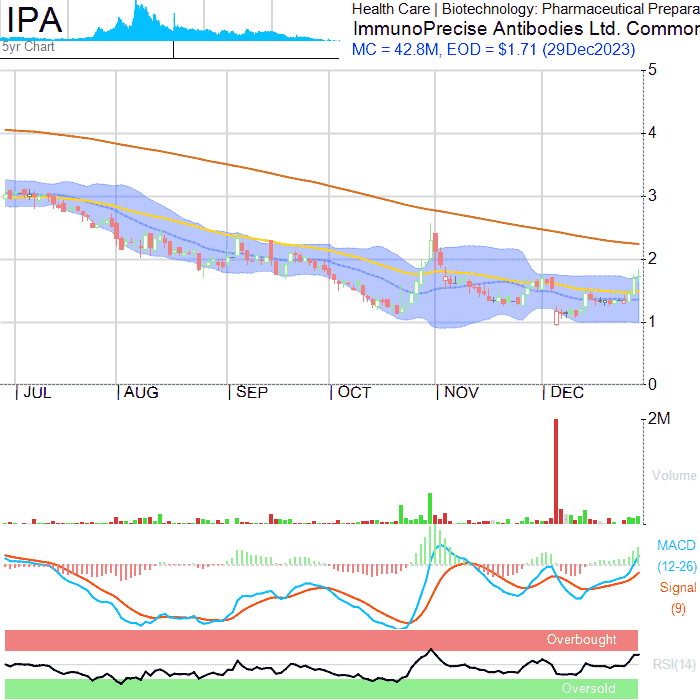 IPA
5yr Chart
Health Care | Biotechnology: Pharmaceutical Prepara
ImmunoPrecise Antibodies Ltd. Common
MC = 42.8M, EOD = $1.71 (29Dec2023)
5
4
3
2
1
0
JUL AUG SEP OCT NOV DEC
2M
Volume
MACD
(12-26)
Signal
(9)
Overbought
RSI(14)
Oversold